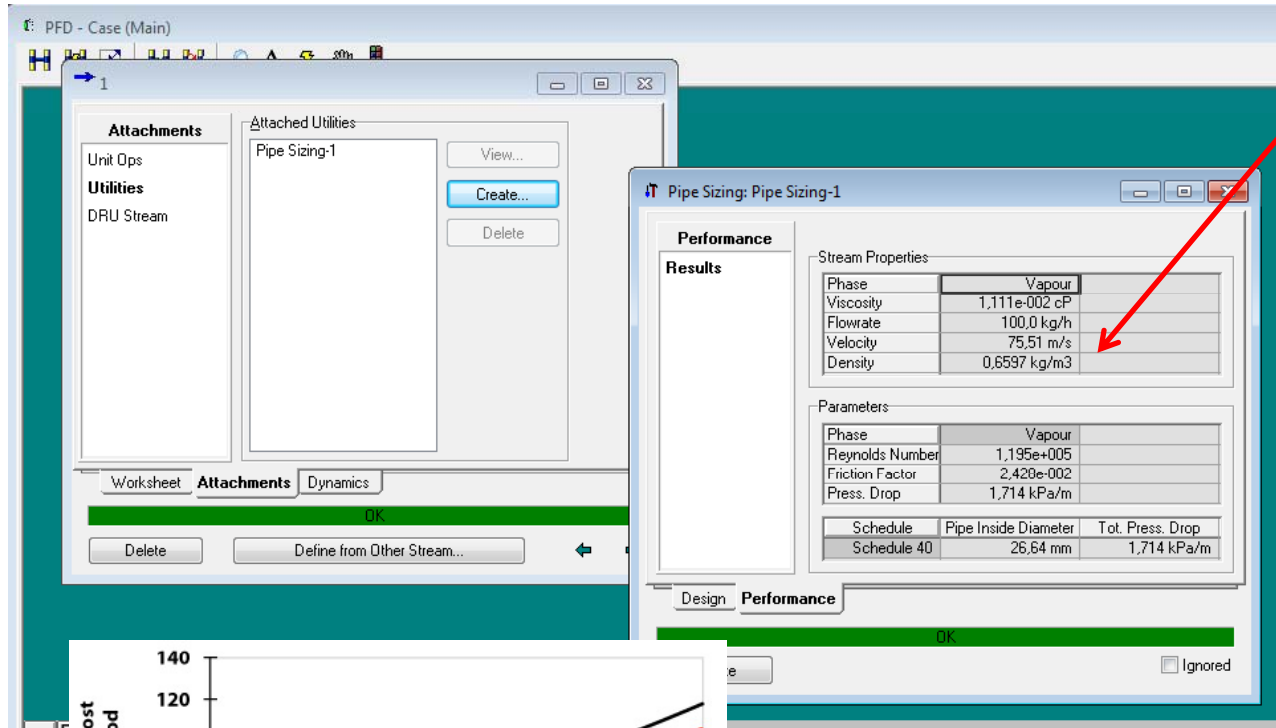 PFD - Case (Main)
1
Attachments
Unit Ops
Utilities
DRU Stream
Attached Utilities
Pipe Sizing-1
View...
Create...
Delete
Worksheet Attachments Dynamics
OK
Delete
Define from Other Stream...
Pipe Sizing: Pipe Sizing-1
Performance
Results
Stream Properties
Phase Vapour
Viscosity 1,111e-002 cP
Flowrate 100,0 kg/h
Velocity 75,51 m/s
Density 0,6597 kg/m3
Parameters
Phase Vapour
Reynolds Number 1,195e+005
Friction Factor 2,420e-002
Press. Drop 1,714 kPa/m
Schedule Pipe Inside Diameter Tot. Press. Drop
Schedule 40 26,64 mm 1,714 kPa/m
Design Performance
OK
Ignored
140
120